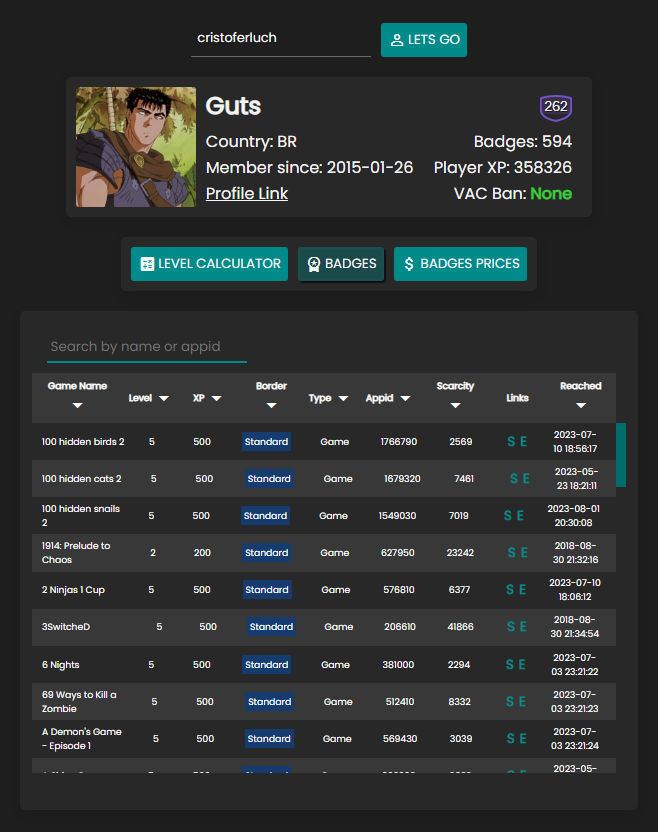 cristoferluch
LETS GO
Guts
262
Country: BR
Badges: 594
Member since: 2015-01-26
Player XP: 358326
Profile Link
VAC Ban: None
LEVEL CALCULATOR
BADGES
BADGES PRICES
Search by name or appid
Game Name Level XP Border Type Appid Scarcity Links Reached
100 hidden birds 2 5 500 Standard Game 1766790 2569 S E 2023-07-
10 18:56:17
100 hidden cats 2 5 500 Standard Game 1679320 7461 S E 2023-05-
23 18:21:11
100 hidden snails 5 500 Standard Game 1549030 7019 S E 2023-08-01
2 20:30:08
1914: Prelude to 2 200 Standard Game 627950 23242 S E 2018-08-
Chaos 30 21:32:16
2 Ninjas 1 Cup 5 500 Standard Game 576810 6377 S E 2023-07-10
18:06:12
3SwitcheD 5 500 Standard Game 206610 41866 S E 2018-08-
30 21:34:54
6 Nights 5 500 Standard Game 381000 2294 S E 2023-07-
03 23:21:22
69 Ways to Kill a 5 500 Standard Game 512410 8332 S E 2023-07-
Zombie 03 23:21:23
A Demon's Game 5 500 Standard Game 569430 3039 S E 2023-07-
- Episode 1 03 23:21:24
2023-05-